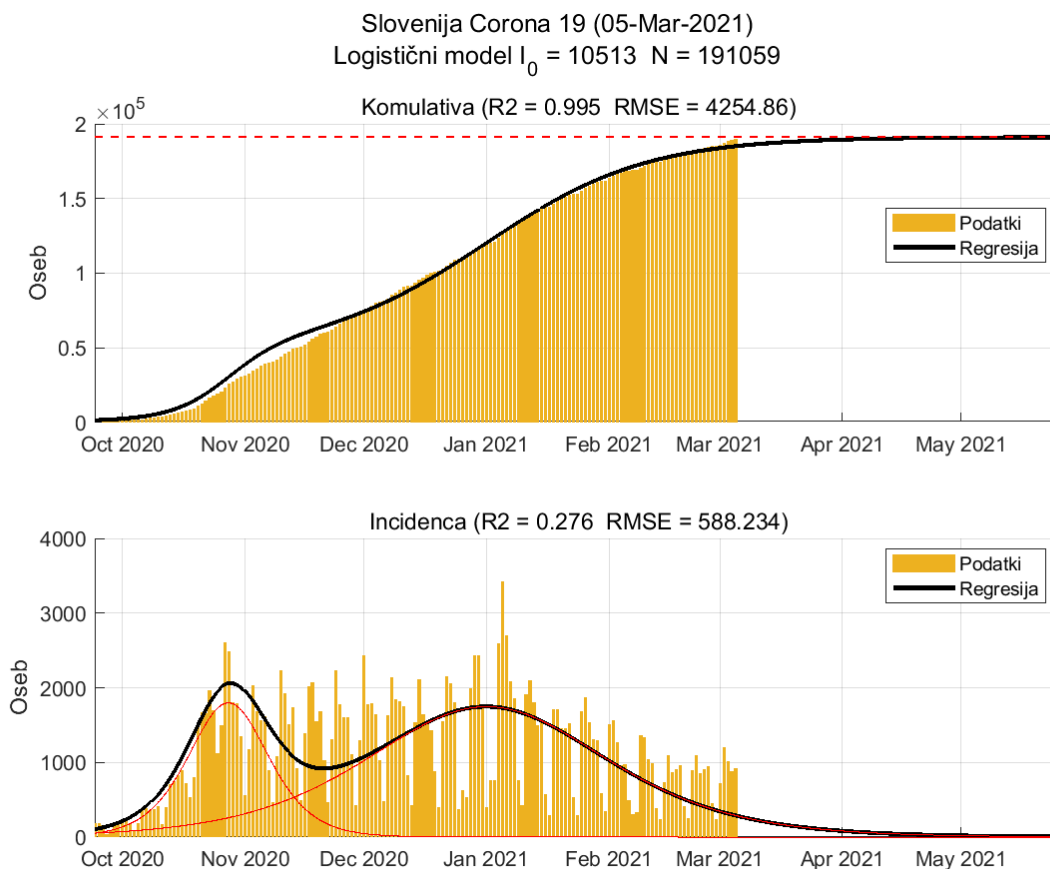 Slovenija Corona 19 (05-Mar-2021)
Logistični model I₀ = 10513 N = 191059
×10⁵
Komulativa (R2 = 0.995 RMSE = 4254.86)
2
1.5
1
0.5
0
Oseb
Podatki
Regresija
Oct 2020 Nov 2020 Dec 2020 Jan 2021 Feb 2021 Mar 2021 Apr 2021 May 2021
Incidenca (R2 = 0.276 RMSE = 588.234)
4000
3000
2000
1000
0
Oseb
Podatki
Regresija
Oct 2020 Nov 2020 Dec 2020 Jan 2021 Feb 2021 Mar 2021 Apr 2021 May 2021